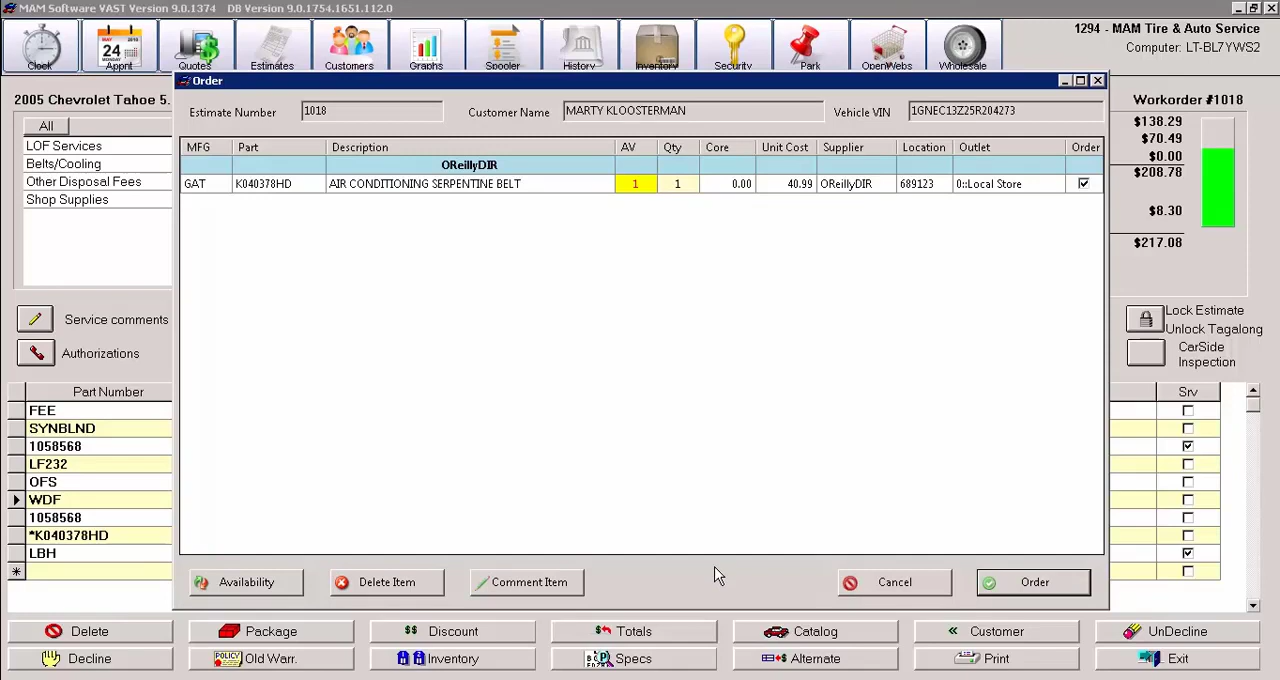 MAM Software VAST Version 9.0.1374 DB Version 9.0.1754.1651.112.0
Clock
MAY
24
MONDAY 2010
Appnt
Quotes
Estimates
Customers
Graphs
Spooler
History
Inventory
Security
Park
OpenWebs
Wholesale
1294 - MAM Tire & Auto Service
Computer: LT-BL7YWS2
2005 Chevrolet Tahoe 5.
All
LOF Services
Belts/Cooling
Other Disposal Fees
Shop Supplies
Service comments
Authorizations
Order
Estimate Number 1018 Customer Name MARTY KLOOSTERMAN Vehicle VIN 1GNEC13Z25R204273
MFG Part Description AV Qty Core Unit Cost Supplier Location Outlet Order
OReillyDIR
GAT K040378HD AIR CONDITIONING SERPENTINE BELT 1 1 0.00 40.99 OReillyDIR 689123 0::Local Store
Availability Delete Item Comment Item Cancel Order
Workorder #1018
$138.29
$70.49
$0.00
$208.78
$8.30
$217.08
Lock Estimate
Unlock Tagalong
CarSide
Inspection
Part Number Srv
FEE
SYNBLND
1058568
LF232
OFS
WDF
1058568
*K040378HD
LBH
Delete Package $$ Discount Totals Catalog « Customer UnDecline
Decline POLICY Old Warr. Inventory Specs Alternate Print Exit